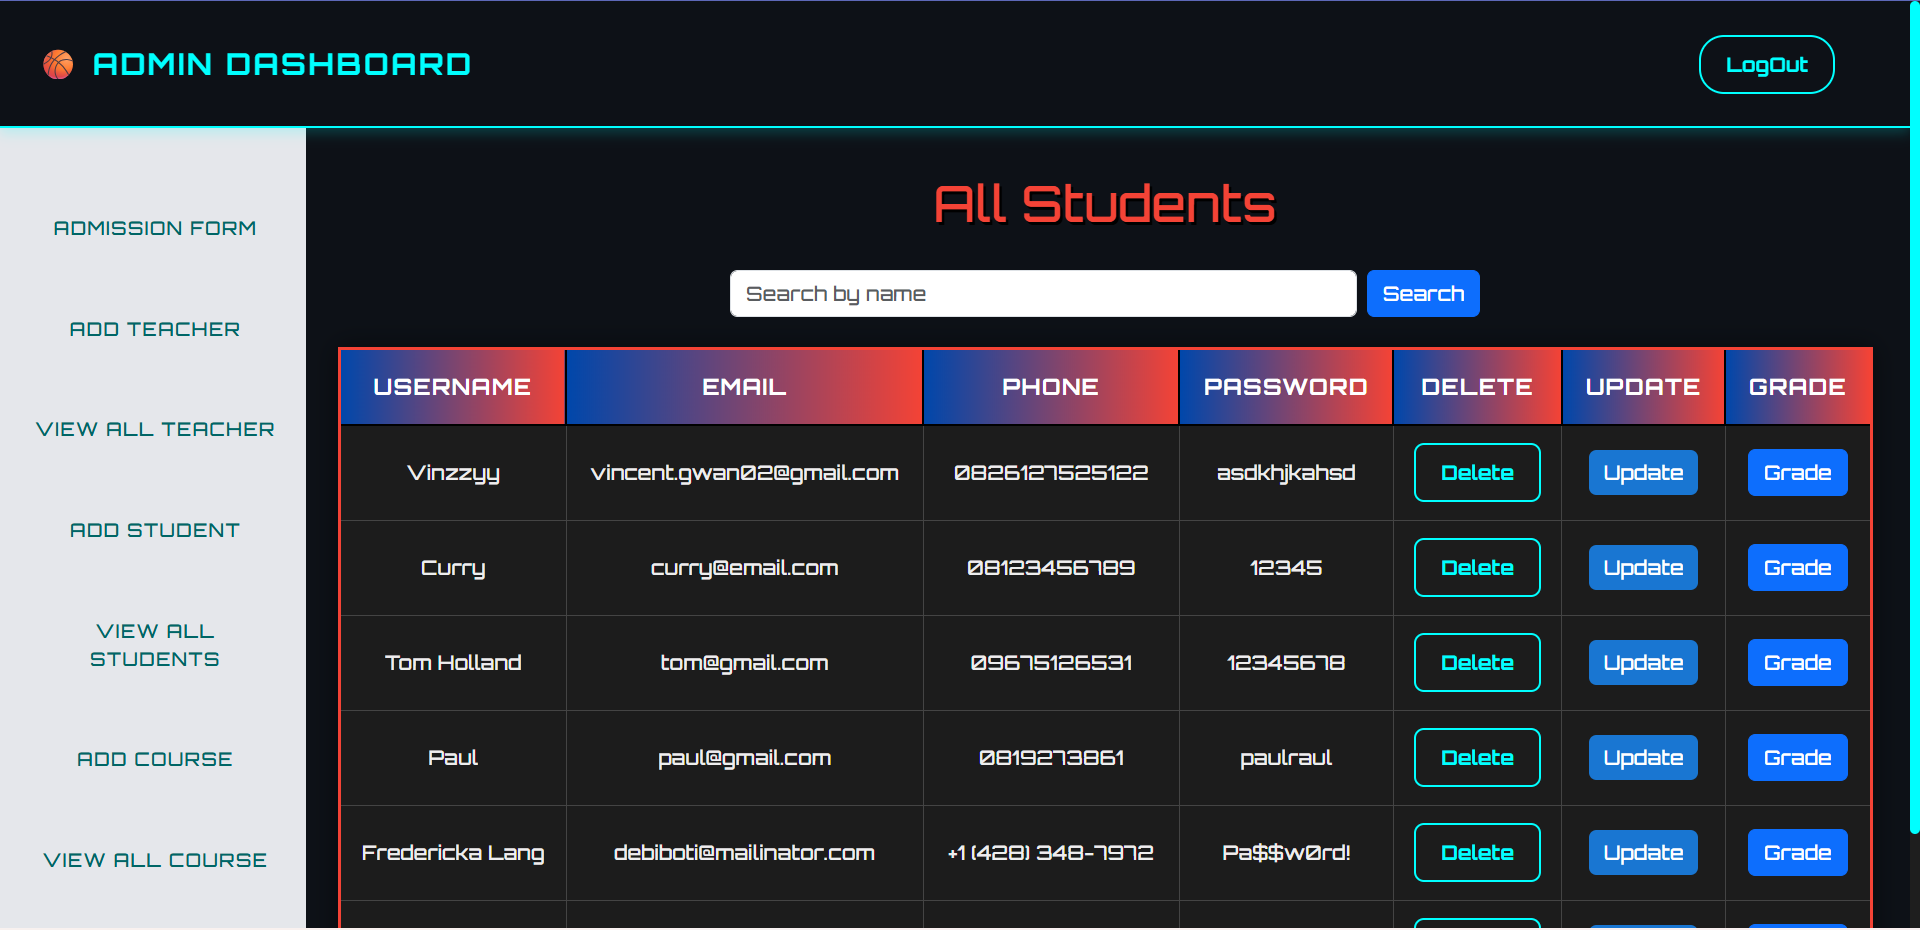 ADMIN DASHBOARD
LogOut
ADMISSION FORM
ADD TEACHER
VIEW ALL TEACHER
ADD STUDENT
VIEW ALL
STUDENTS
ADD COURSE
VIEW ALL COURSE
All Students
Search by name
Search
USERNAME EMAIL PHONE PASSWORD DELETE UPDATE GRADE
Vinzzyy vincent.gwan02@gmail.com 0826127525122 asdkhjkahsd Delete Update Grade
Curry curry@email.com 08123456789 12345 Delete Update Grade
Tom Holland tom@gmail.com 09675126531 12345678 Delete Update Grade
Paul paul@gmail.com 0819273861 paulraul Delete Update Grade
Fredericka Lang debiboti@mailinator.com +1 (428) 348-7972 Pa$$w0rd! Delete Update Grade